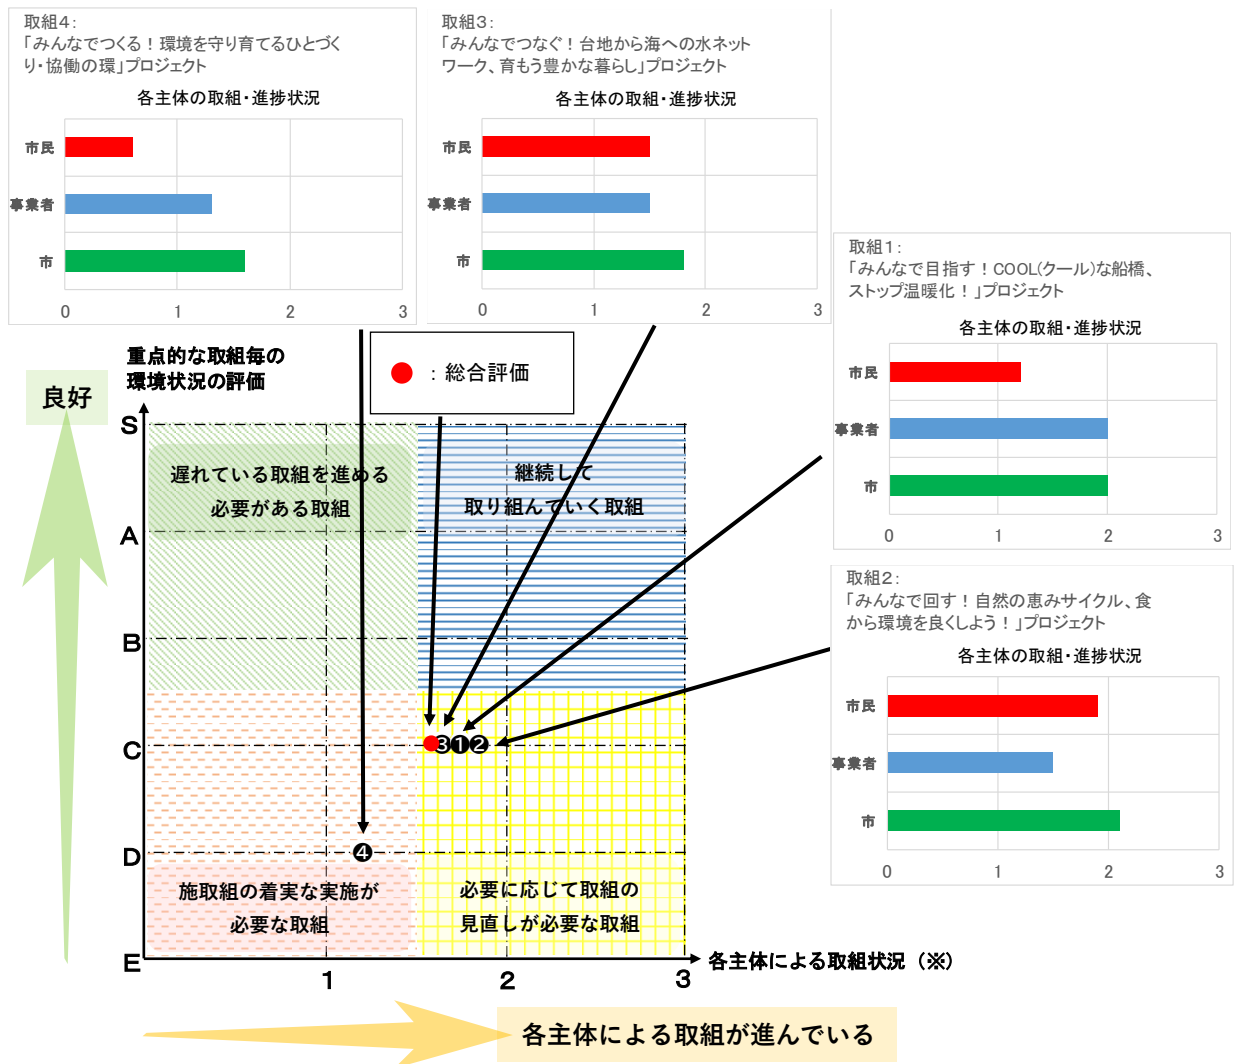 取組4:
「みんなでつくる！環境を守り育てるひとづく
り・協働の環」プロジェクト
各主体の取組・進捗状況
市民
事業者
市
0 1 2 3
取組3:
「みんなでつなぐ！台地から海への水ネット
ワーク、育もう豊かな暮らし」プロジェクト
各主体の取組・進捗状況
市民
事業者
市
0 1 2 3
取組1:
「みんなで目指す！COOL(クール)な船橋、
ストップ温暖化！」プロジェクト
各主体の取組・進捗状況
市民
事業者
市
0 1 2 3
取組2:
「みんなで回す！自然の恵みサイクル、食
から環境を良くしよう！」プロジェクト
各主体の取組・進捗状況
市民
事業者
市
0 1 2 3
重点的な取組毎の
環境状況の評価
：総合評価
良好
S
A
B
C
D
E
遅れている取組を進める
必要がある取組
継続して
取り組んでいく取組
❸❶❷
❹
施取組の着実な実施が
必要な取組
必要に応じて取組の
見直しが必要な取組
1 2 3
各主体による取組状況（※）
各主体による取組が進んでいる